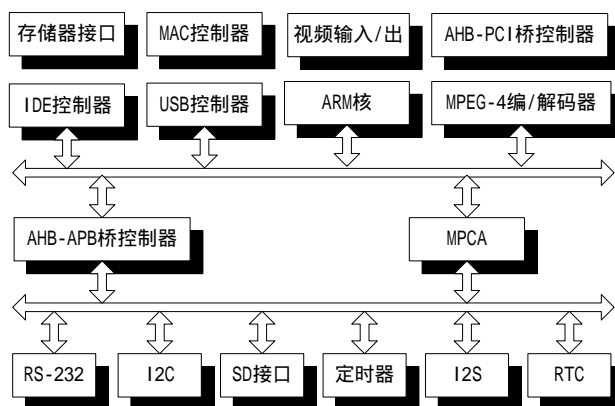 存储器接口
MAC控制器
视频输入/出
AHB-PCI桥控制器
IDE控制器
USB控制器
ARM核
MPEG-4编/解码器
AHB-APB桥控制器
MPCA
RS-232
I2C
SD接口
定时器
I2S
RTC